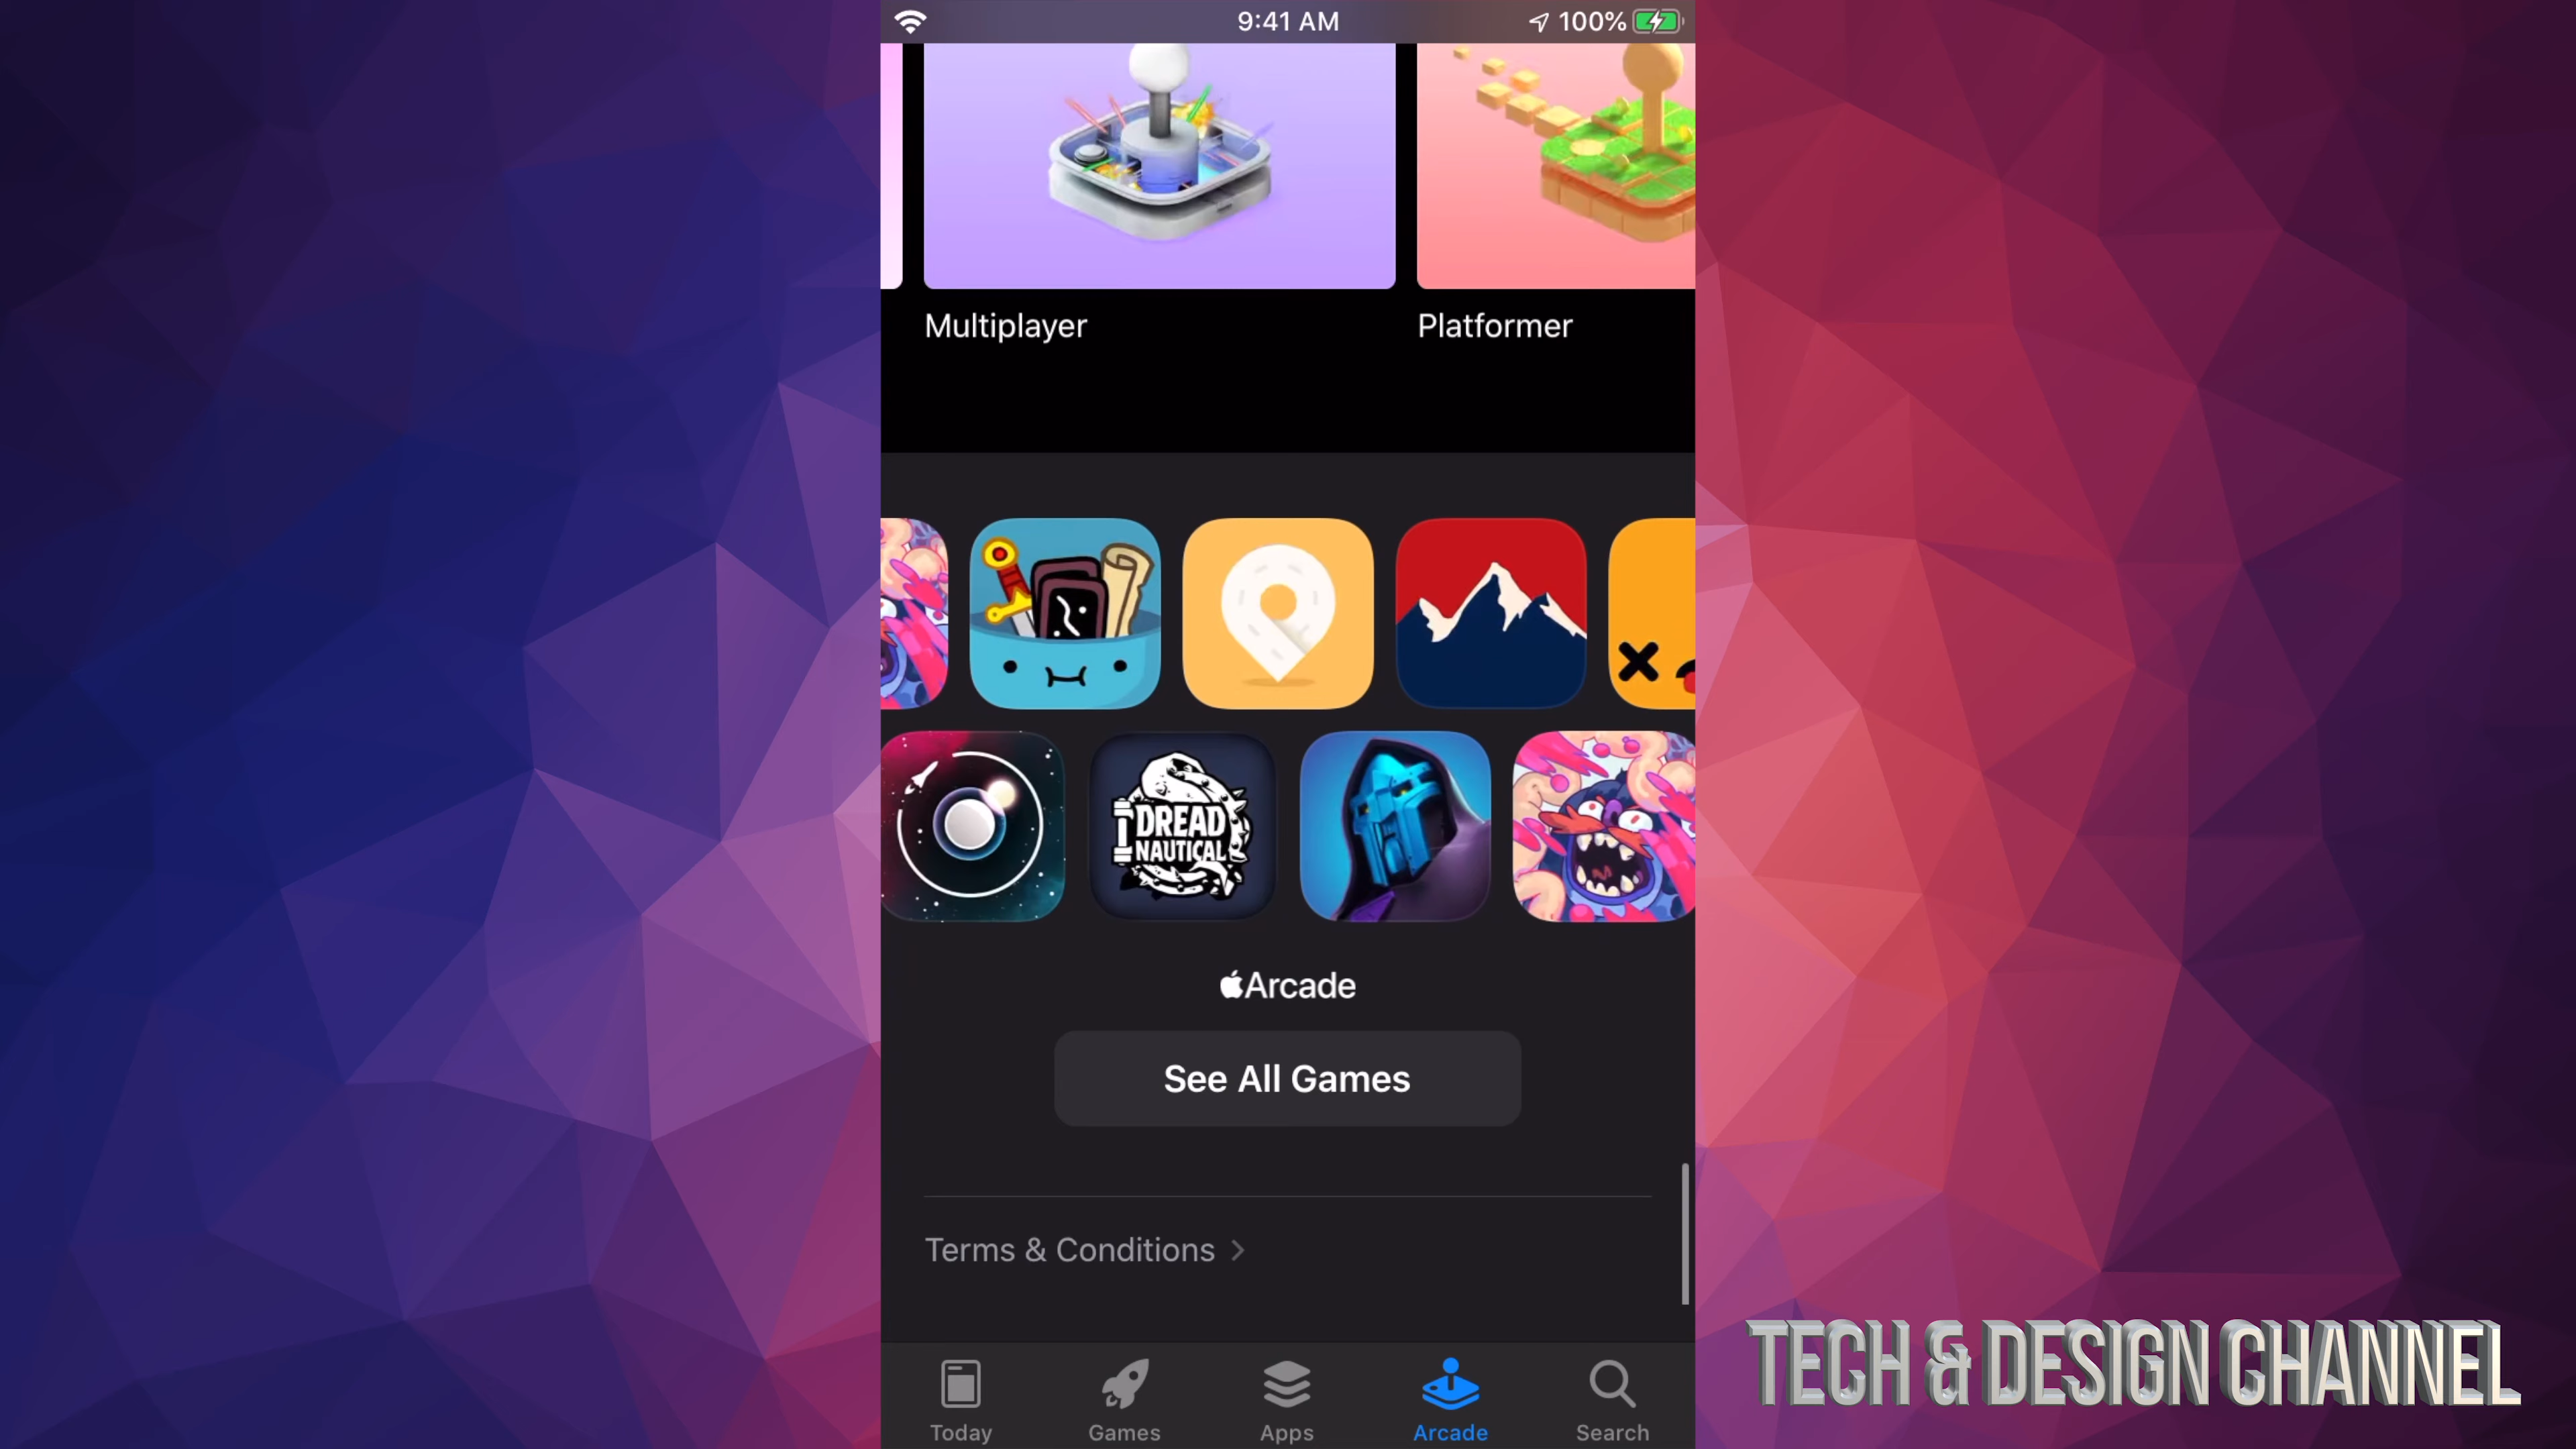 9:41 AM
100%
Multiplayer
Platformer
DREAD
NAUTICAL
Arcade
See All Games
Terms & Conditions
Today
Games
Apps
Arcade
Search
TECH & DESIGN CHANNEL